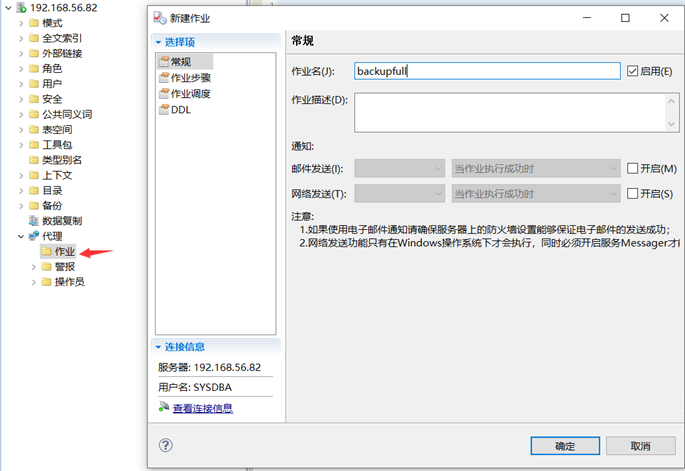 192.168.56.82
模式
全文索引
外部链接
角色
用户
安全
公共同义词
表空间
工具包
类型别名
上下文
目录
备份
数据复制
代理
作业
警报
操作员
新建作业
选择项
常规
作业步骤
作业调度
DDL
连接信息
服务器: 192.168.56.82
用户名: SYSDBA
查看连接信息
常规
作业名(J): backupfull 启用(E)
作业描述(D):
通知:
邮件发送(I): 当作业执行成功时 开启(M)
网络发送(T): 当作业执行成功时 开启(S)
注意:
1.如果使用电子邮件通知请确保服务器上的防火墙设置能够保证电子邮件的发送成功;
2.网络发送功能只有在Windows操作系统下才会执行，同时必须开启服务Messager才
确定 取消